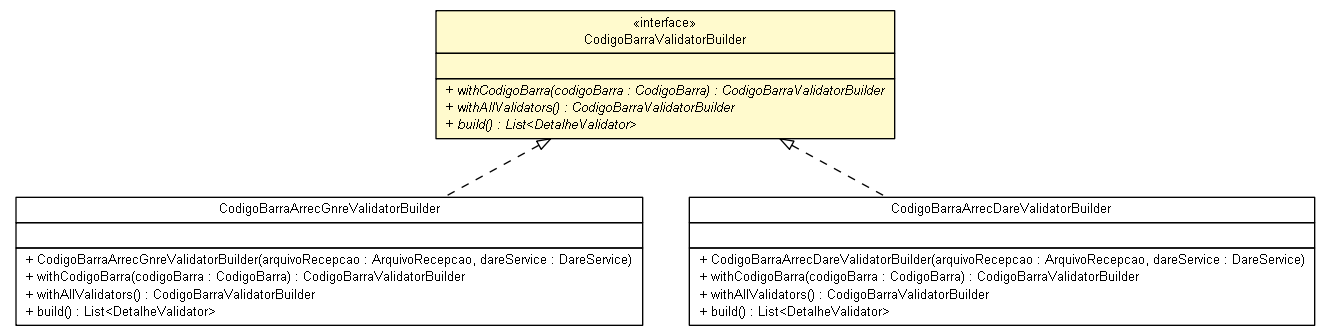 «interface»
CodigoBarraValidatorBuilder
+ withCodigoBarra(codigoBarra : CodigoBarra) : CodigoBarraValidatorBuilder
+ withAllValidators() : CodigoBarraValidatorBuilder
+ build() : List<DetalheValidator>
CodigoBarraArrecGnreValidatorBuilder
+ CodigoBarraArrecGnreValidatorBuilder(arquivoRecepcao : ArquivoRecepcao, dareService : DareService)
+ withCodigoBarra(codigoBarra : CodigoBarra) : CodigoBarraValidatorBuilder
+ withAllValidators() : CodigoBarraValidatorBuilder
+ build() : List<DetalheValidator>
CodigoBarraArrecDareValidatorBuilder
+ CodigoBarraArrecDareValidatorBuilder(arquivoRecepcao : ArquivoRecepcao, dareService : DareService)
+ withCodigoBarra(codigoBarra : CodigoBarra) : CodigoBarraValidatorBuilder
+ withAllValidators() : CodigoBarraValidatorBuilder
+ build() : List<DetalheValidator>